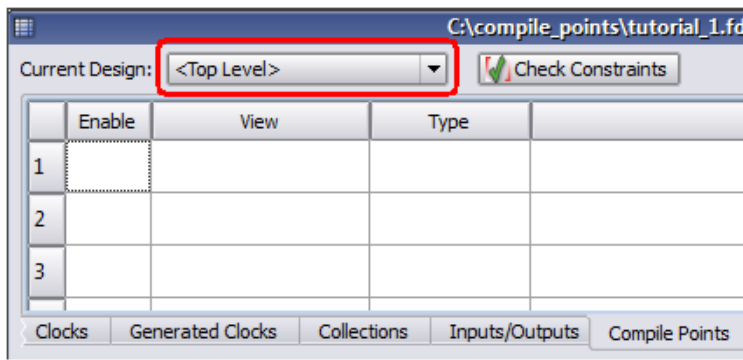 C:\compile_points\tutorial_1.fd
Current Design: <Top Level> Check Constraints
Enable View Type
1
2
3
Clocks Generated Clocks Collections Inputs/Outputs Compile Points